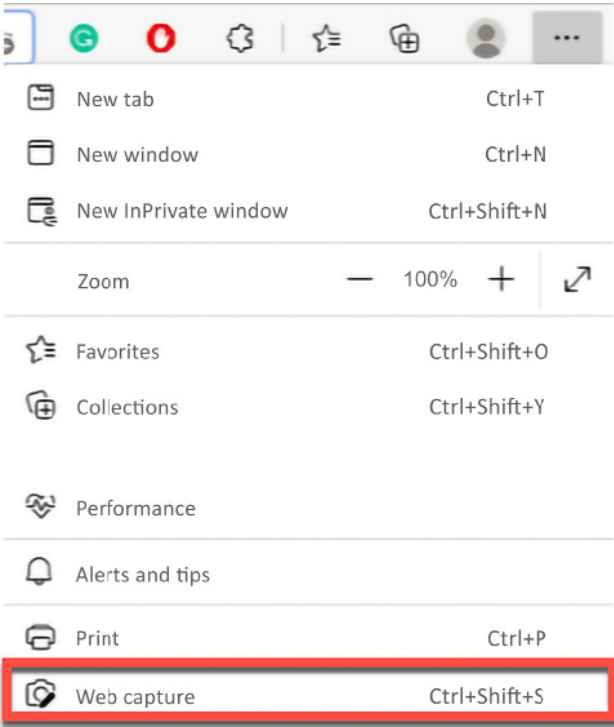 New tab Ctrl+T
New window Ctrl+N
New InPrivate window Ctrl+Shift+N
Zoom 100%
Favorites Ctrl+Shift+O
Collections Ctrl+Shift+Y
Performance
Alerts and tips
Print Ctrl+P
Web capture Ctrl+Shift+S